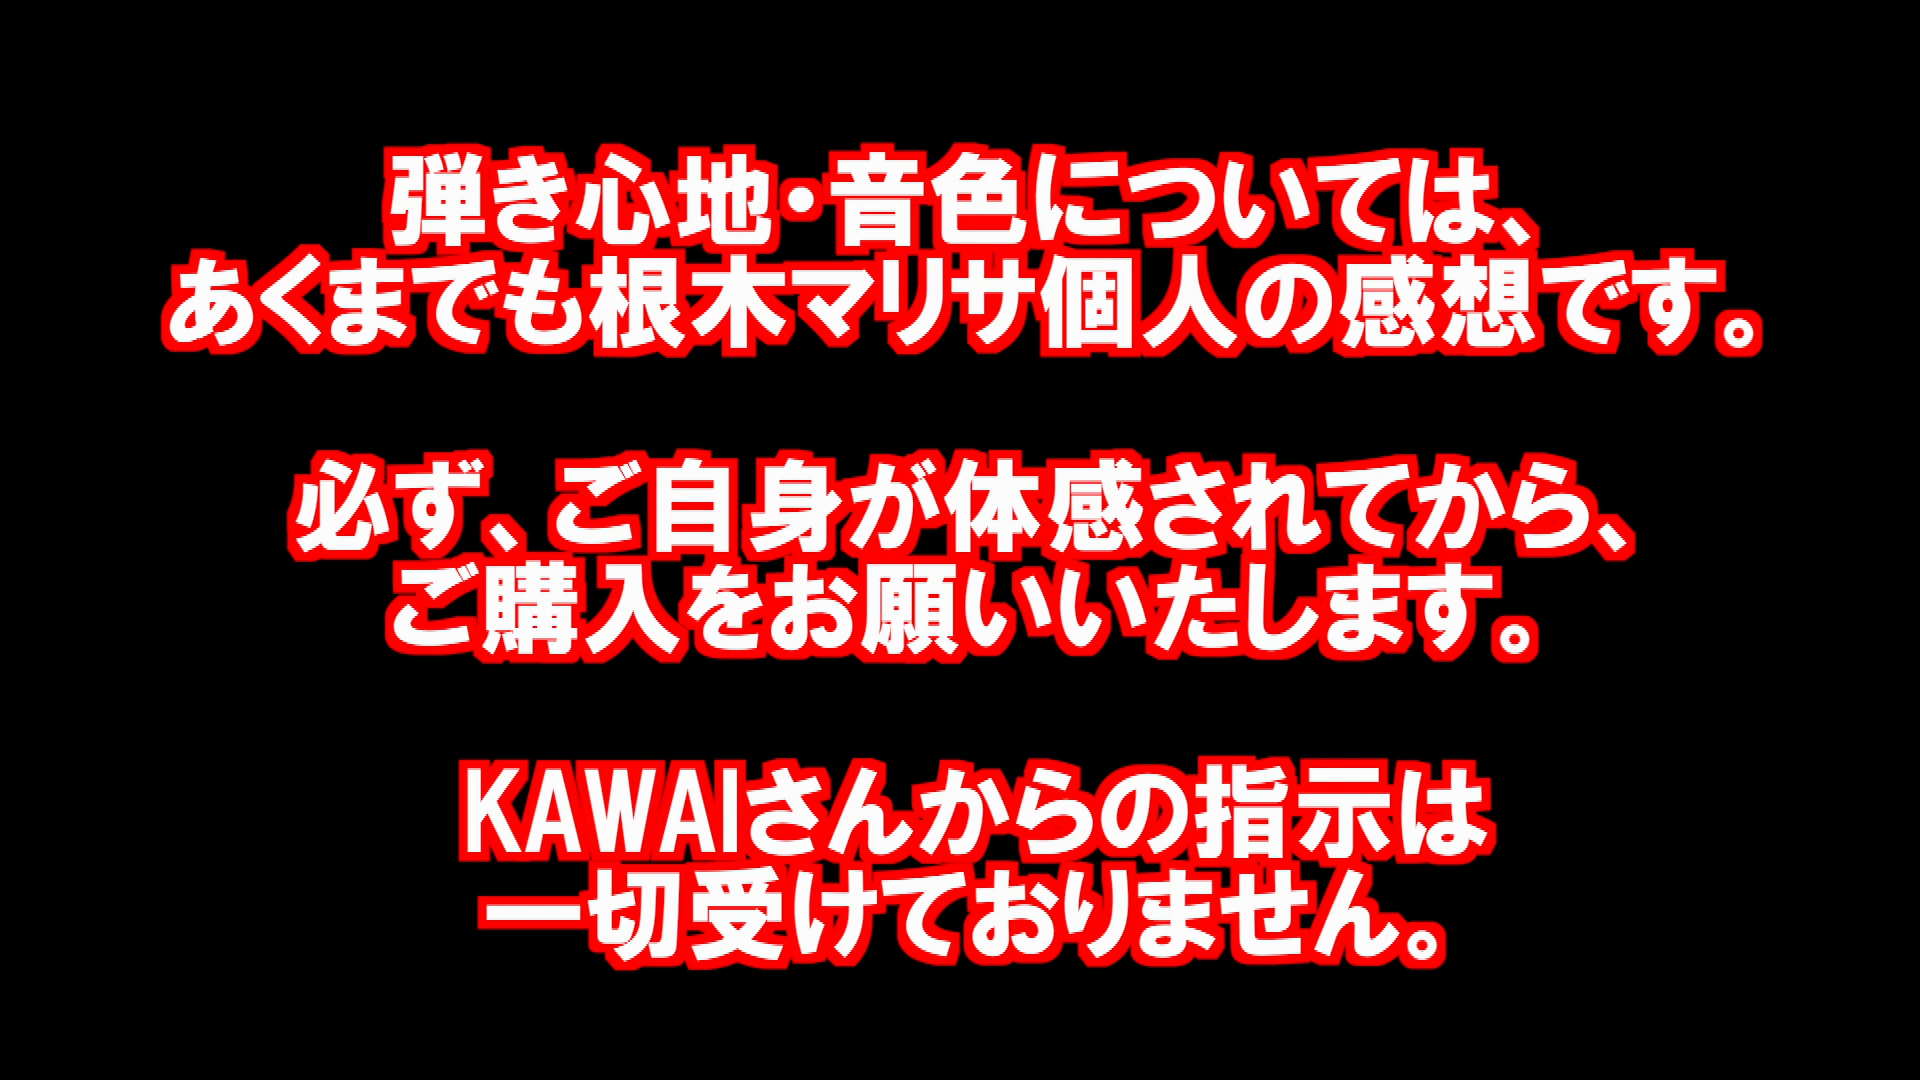 弾き心地・音色については、
あくまでも根木マリサ個人の感想です。
必ず、ご自身が体感されてから、
ご購入をお願いいたします。
KAWAIさんからの指示は
一切受けておりません。